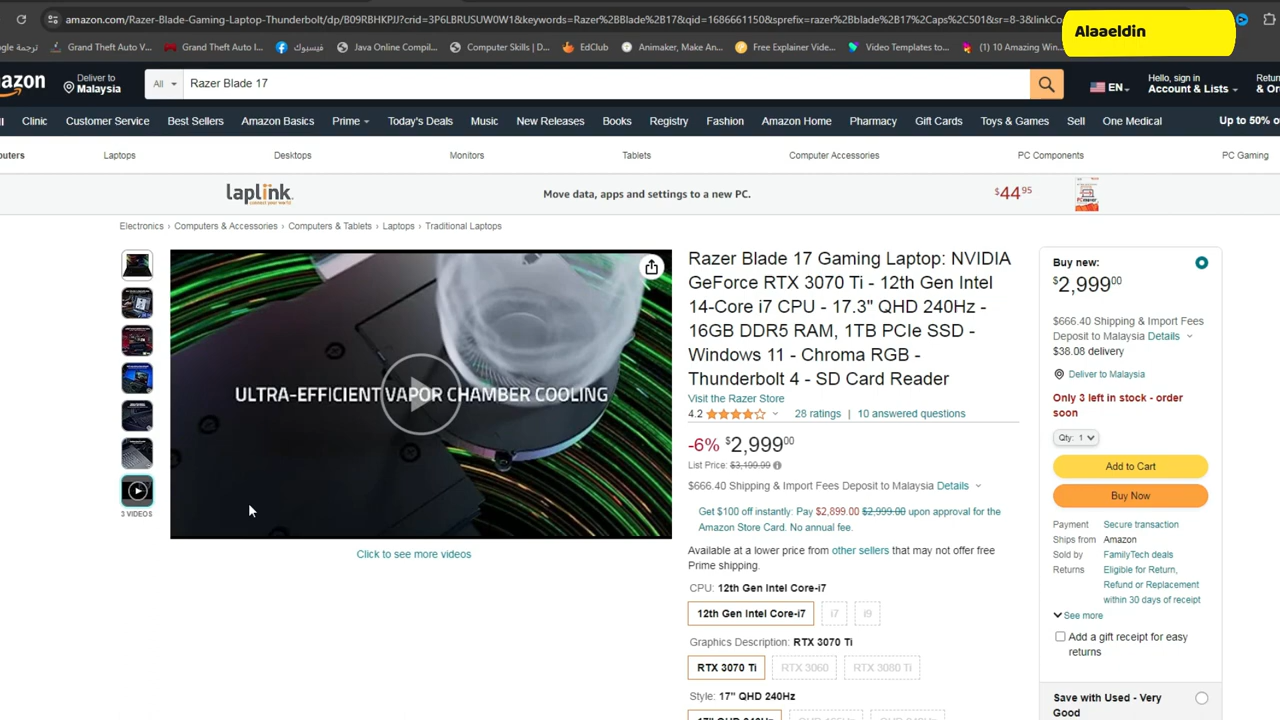 amazon.com/Razer-Blade-Gaming-Laptop-Thunderbolt/dp/B09RBHKPJJ?crid=3P6LBRUSUW0W1&keywords=Razer%2BBlade%2B17&qid=1686661150&sprefix=razer%2Bblade%2B17%2Caps%2C501&sr=8-3&linkCo
Alaaeldin
ترجمة Google
Grand Theft Auto V...
Grand Theft Auto I...
فيسبوك
Java Online Compil...
Computer Skills | D...
EdClub
Animaker, Make An...
Free Explainer Vide...
Video Templates to...
(1) 10 Amazing Win...
mazon
Deliver to
Malaysia
All
Razer Blade 17
EN
Hello, sign in
Account & Lists
Retur
& Or
ll
Clinic
Customer Service
Best Sellers
Amazon Basics
Prime
Today's Deals
Music
New Releases
Books
Registry
Fashion
Amazon Home
Pharmacy
Gift Cards
Toys & Games
Sell
One Medical
Up to 50% o
puters
Laptops
Desktops
Monitors
Tablets
Computer Accessories
PC Components
PC Gaming
laplink
Move data, apps and settings to a new PC.
$44 95
Electronics › Computers & Accessories › Computers & Tablets › Laptops › Traditional Laptops
ULTRA-EFFICIENT VAPOR CHAMBER COOLING
3 VIDEOS
Click to see more videos
Razer Blade 17 Gaming Laptop: NVIDIA
GeForce RTX 3070 Ti - 12th Gen Intel
14-Core i7 CPU - 17.3" QHD 240Hz -
16GB DDR5 RAM, 1TB PCIe SSD -
Windows 11 - Chroma RGB -
Thunderbolt 4 - SD Card Reader
Visit the Razer Store
4.2
28 ratings | 10 answered questions
-6% $2,999 00
List Price: $3,199.99
$666.40 Shipping & Import Fees Deposit to Malaysia Details
Get $100 off instantly: Pay $2,899.00 $2,999.00 upon approval for the
Amazon Store Card. No annual fee.
Available at a lower price from other sellers that may not offer free
Prime shipping.
CPU: 12th Gen Intel Core-i7
12th Gen Intel Core-i7
i7
i9
Graphics Description: RTX 3070 Ti
RTX 3070 Ti
RTX 3060
RTX 3080 Ti
Style: 17" QHD 240Hz
17" QHD 240Hz
Buy new:
$2,999 00
$666.40 Shipping & Import Fees
Deposit to Malaysia Details
$38.08 delivery
Deliver to Malaysia
Only 3 left in stock - order
soon
Qty: 1
Add to Cart
Buy Now
Payment Secure transaction
Ships from Amazon
Sold by FamilyTech deals
Returns Eligible for Return,
Refund or Replacement
within 30 days of receipt
See more
Add a gift receipt for easy
returns
Save with Used - Very
Good